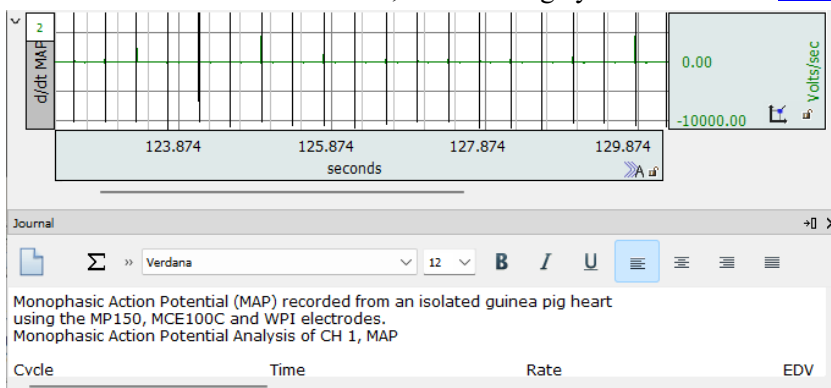 2
d/dt MAP
0.00
-10000.00
Volts/sec
123.874
125.874
127.874
129.874
seconds
A
Journal
Σ
»
Verdana
12
B
I
U
Monophasic Action Potential (MAP) recorded from an isolated guinea pig heart
using the MP150, MCE100C and WPI electrodes.
Monophasic Action Potential Analysis of CH 1, MAP
Cycle Time Rate EDV